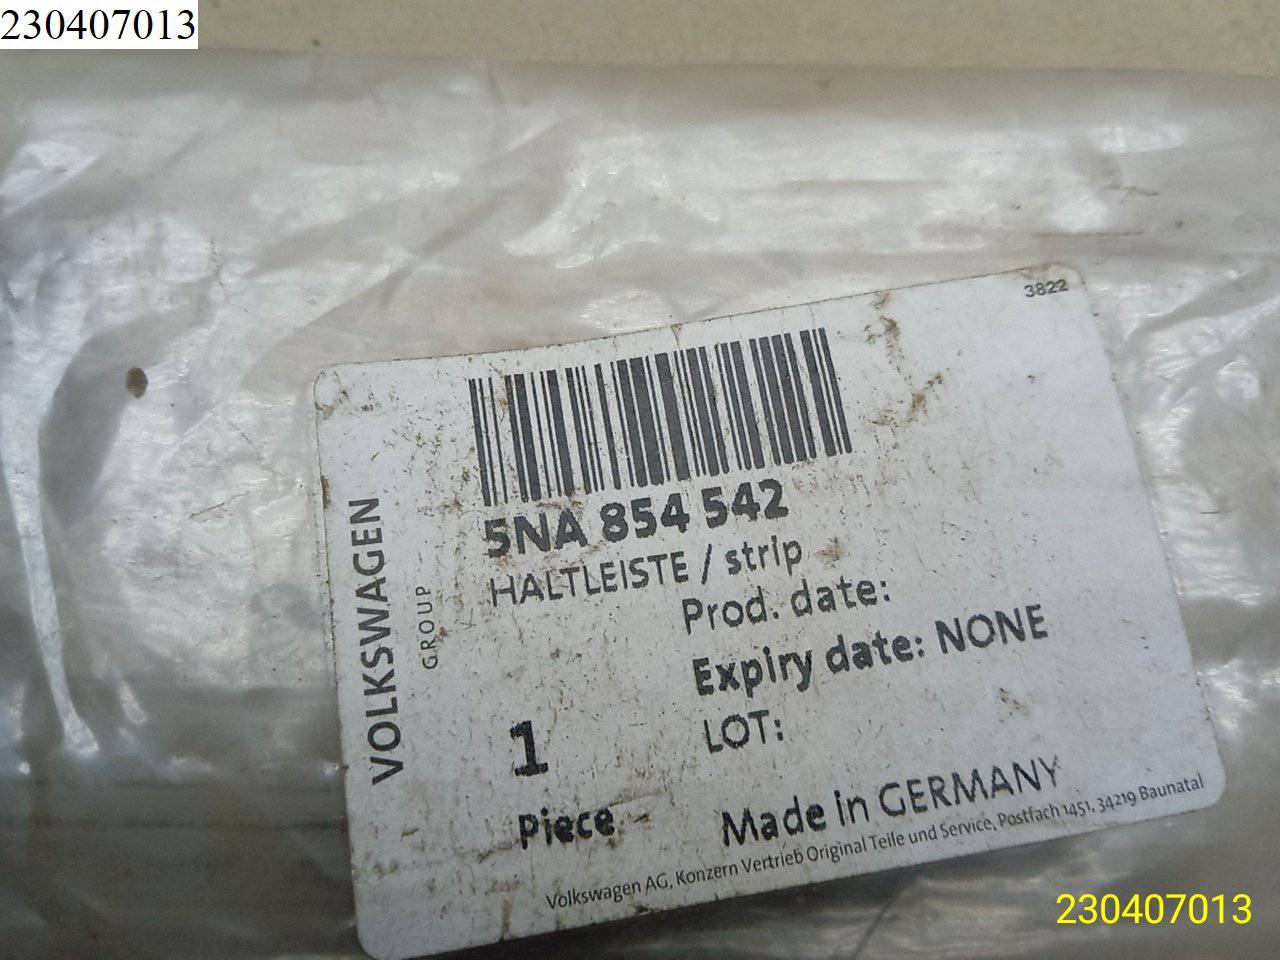 230407013
3822
5NA 854 542
HALTLEISTE / strip
Prod. date:
Expiry date: NONE
LOT:
VOLKSWAGEN
GROUP
1
Piece
Made in GERMANY
Volkswagen AG, Konzern Vertrieb Original Teile und Service, Postfach 1451, 34219 Baunatal
230407013